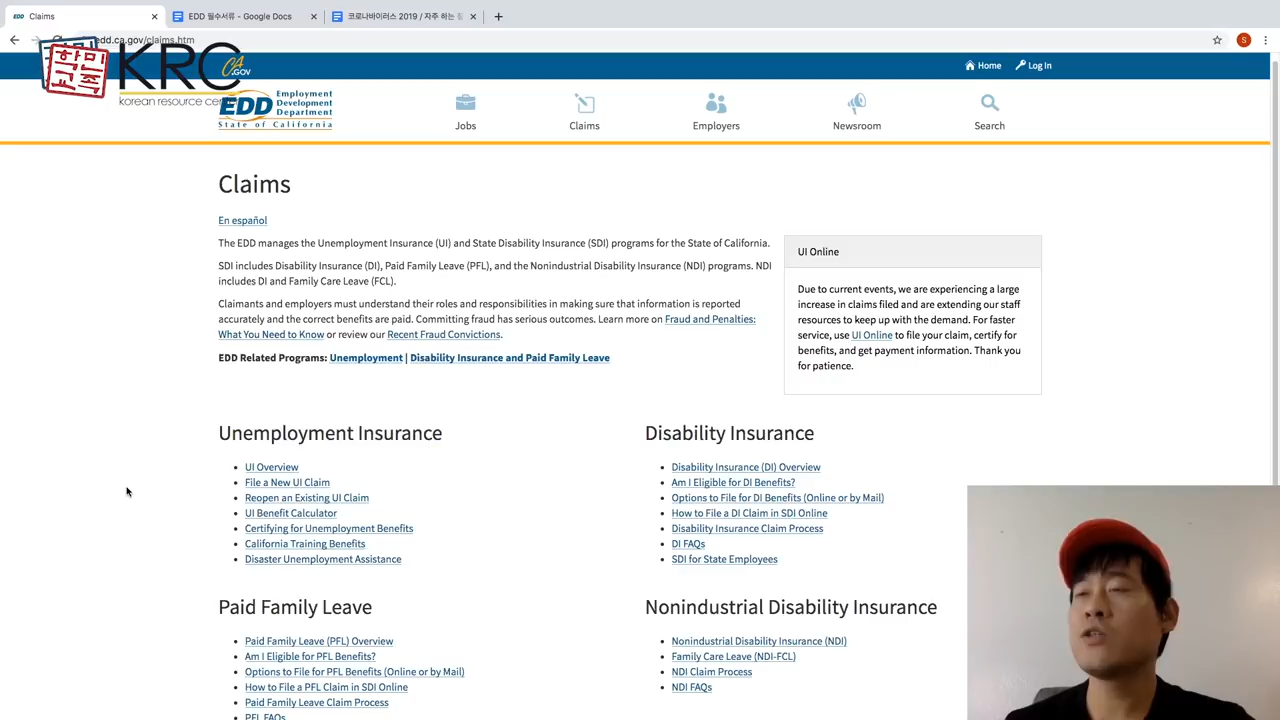 Claims
EDD 필수서류 - Google Docs
코로나바이러스 2019 / 자주 하는
edd.ca.gov/claims.htm
S
한미
교족
KRC
korean resource
CA.GOV
Home
Log In
EDD
Employment
Development
Department
State of California
Jobs
Claims
Employers
Newsroom
Search
Claims
En español
The EDD manages the Unemployment Insurance (UI) and State Disability Insurance (SDI) programs for the State of California.
SDI includes Disability Insurance (DI), Paid Family Leave (PFL), and the Nonindustrial Disability Insurance (NDI) programs. NDI
includes DI and Family Care Leave (FCL).
Claimants and employers must understand their roles and responsibilities in making sure that information is reported
accurately and the correct benefits are paid. Committing fraud has serious outcomes. Learn more on Fraud and Penalties:
What You Need to Know or review our Recent Fraud Convictions.
EDD Related Programs: Unemployment | Disability Insurance and Paid Family Leave
UI Online
Due to current events, we are experiencing a large
increase in claims filed and are extending our staff
resources to keep up with the demand. For faster
service, use UI Online to file your claim, certify for
benefits, and get payment information. Thank you
for patience.
Unemployment Insurance
UI Overview
File a New UI Claim
Reopen an Existing UI Claim
UI Benefit Calculator
Certifying for Unemployment Benefits
California Training Benefits
Disaster Unemployment Assistance
Disability Insurance
Disability Insurance (DI) Overview
Am I Eligible for DI Benefits?
Options to File for DI Benefits (Online or by Mail)
How to File a DI Claim in SDI Online
Disability Insurance Claim Process
DI FAQs
SDI for State Employees
Paid Family Leave
Paid Family Leave (PFL) Overview
Am I Eligible for PFL Benefits?
Options to File for PFL Benefits (Online or by Mail)
How to File a PFL Claim in SDI Online
Paid Family Leave Claim Process
PFL FAQs
Nonindustrial Disability Insurance
Nonindustrial Disability Insurance (NDI)
Family Care Leave (NDI-FCL)
NDI Claim Process
NDI FAQs